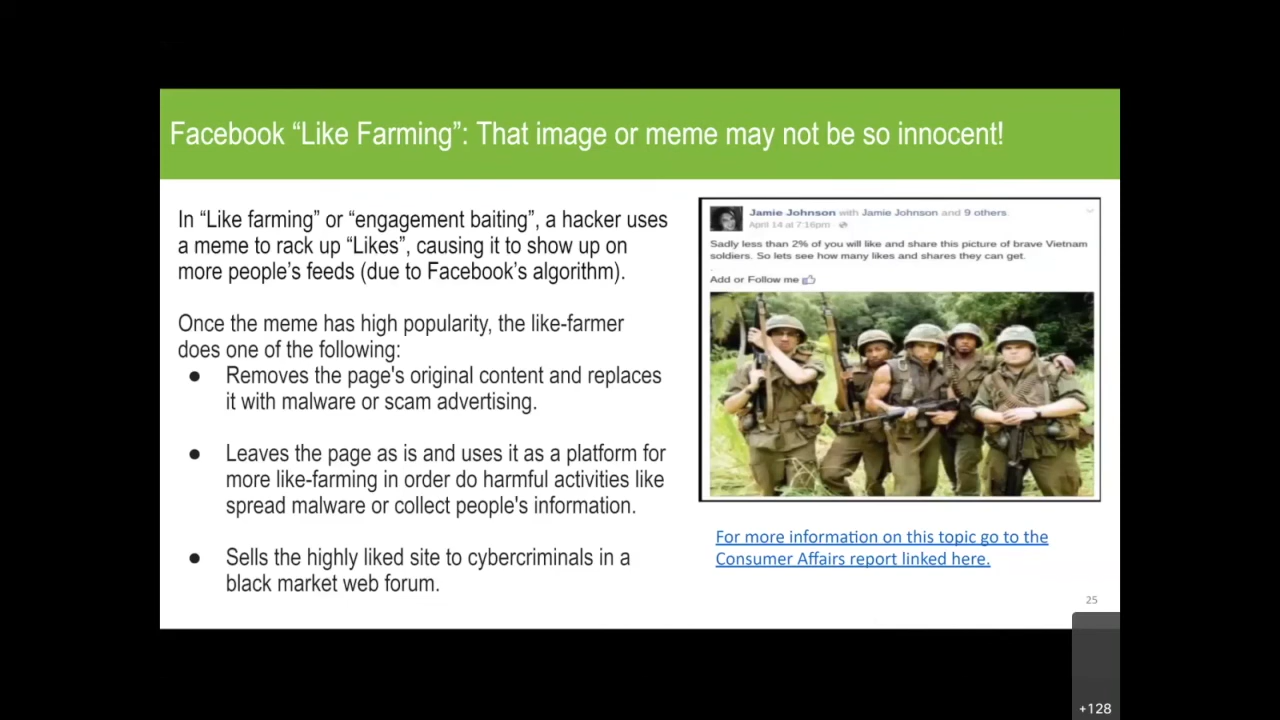 Facebook “Like Farming”: That image or meme may not be so innocent!
In “Like farming” or “engagement baiting”, a hacker uses
a meme to rack up “Likes”, causing it to show up on
more people’s feeds (due to Facebook’s algorithm).
Once the meme has high popularity, the like-farmer
does one of the following:
● Removes the page's original content and replaces
it with malware or scam advertising.
● Leaves the page as is and uses it as a platform for
more like-farming in order do harmful activities like
spread malware or collect people's information.
● Sells the highly liked site to cybercriminals in a
black market web forum.
Jamie Johnson with Jamie Johnson and 9 others.
April 14 at 7:16pm
Sadly less than 2% of you will like and share this picture of brave Vietnam
soldiers. So lets see how many likes and shares they can get.
.
Add or Follow me
For more information on this topic go to the
Consumer Affairs report linked here.
25
+128